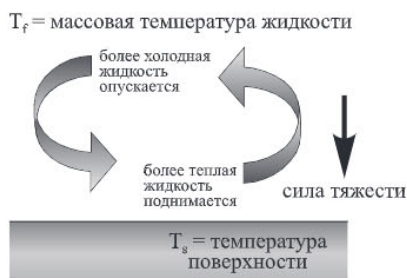 T_f = массовая температура жидкости
более холодная
жидкость
опускается
более теплая
жидкость
поднимается
сила тяжести
T_s = температура
поверхности